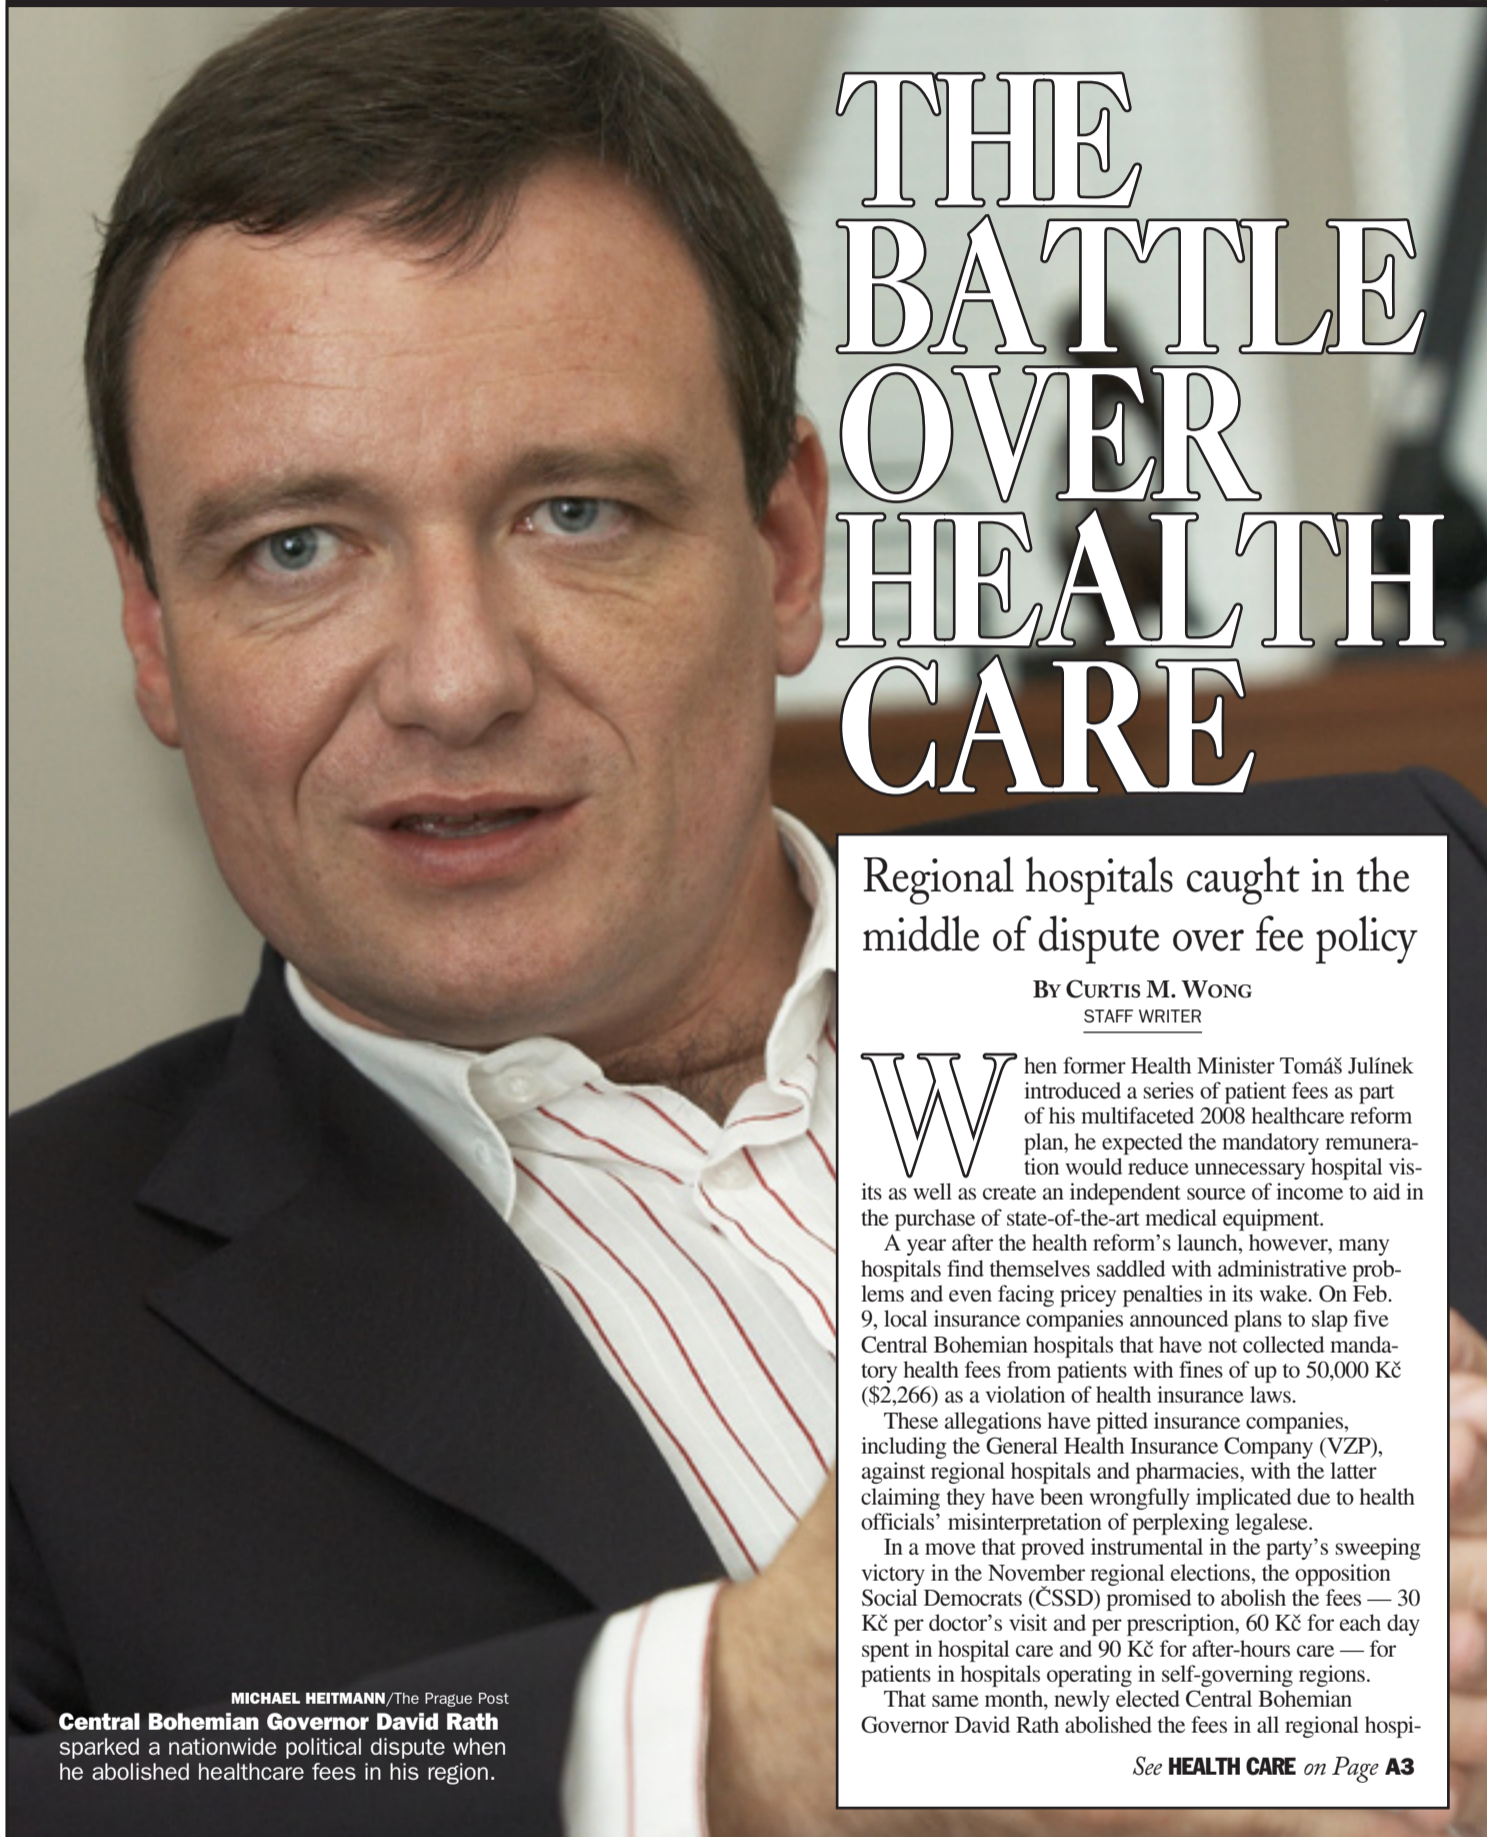 THE
BATTLE
OVER
HEALTH
CARE
Regional hospitals caught in the
middle of dispute over fee policy
BY CURTIS M. WONG
STAFF WRITER
When former Health Minister Tomáš Julínek
introduced a series of patient fees as part
of his multifaceted 2008 healthcare reform
plan, he expected the mandatory remunera-
tion would reduce unnecessary hospital vis-
its as well as create an independent source of income to aid in
the purchase of state-of-the-art medical equipment.
A year after the health reform's launch, however, many
hospitals find themselves saddled with administrative prob-
lems and even facing pricey penalties in its wake. On Feb.
9, local insurance companies announced plans to slap five
Central Bohemian hospitals that have not collected manda-
tory health fees from patients with fines of up to 50,000 Kč
($2,266) as a violation of health insurance laws.
These allegations have pitted insurance companies,
including the General Health Insurance Company (VZP),
against regional hospitals and pharmacies, with the latter
claiming they have been wrongfully implicated due to health
officials' misinterpretation of perplexing legalese.
In a move that proved instrumental in the party's sweeping
victory in the November regional elections, the opposition
Social Democrats (ČSSD) promised to abolish the fees — 30
Kč per doctor's visit and per prescription, 60 Kč for each day
spent in hospital care and 90 Kč for after-hours care — for
patients in hospitals operating in self-governing regions.
That same month, newly elected Central Bohemian
Governor David Rath abolished the fees in all regional hospi-
See HEALTH CARE on Page A3
MICHAEL HEITMANN/The Prague Post
Central Bohemian Governor David Rath
sparked a nationwide political dispute when
he abolished healthcare fees in his region.